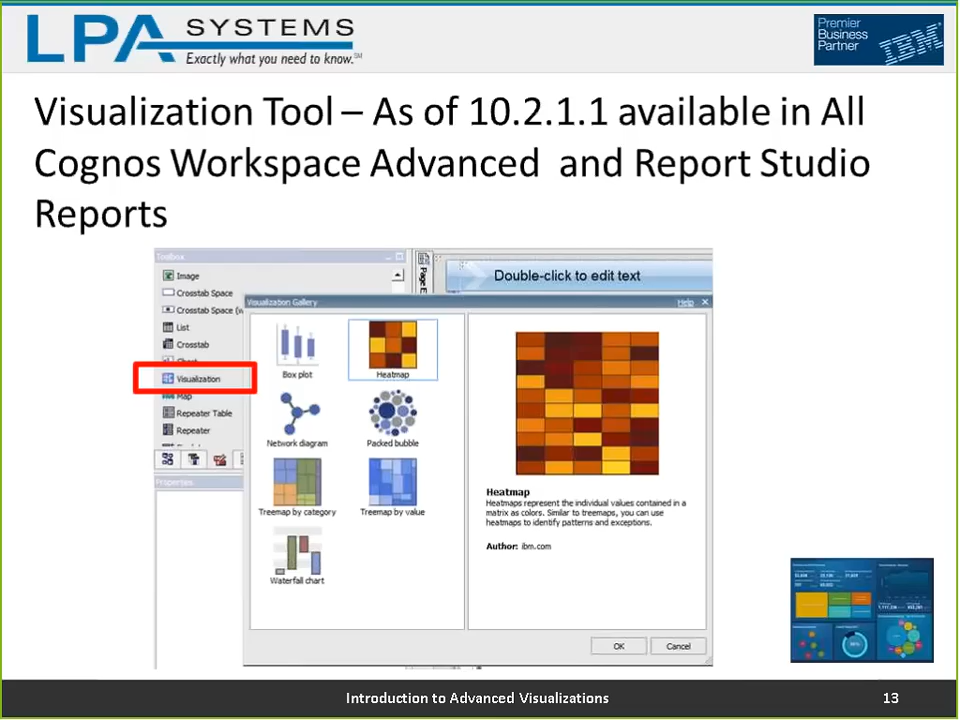 LPA SYSTEMS
Exactly what you need to know.℠
Premier
Business
Partner
IBM
Visualization Tool – As of 10.2.1.1 available in All
Cognos Workspace Advanced  and Report Studio
Reports
Toolbox
Image
Crosstab Space
Crosstab Space (w
List
Crosstab
Chart
Visualization
Map
Repeater Table
Repeater
Properties
Page E
Double-click to edit text
Visualization Gallery
Help
Box plot
Heatmap
Network diagram
Packed bubble
Treemap by category
Treemap by value
Waterfall chart
Heatmap
Heatmaps represent the individual values contained in a
matrix as colors. Similar to treemaps, you can use
heatmaps to identify patterns and exceptions.
Author: ibm.com
OK
Cancel
Introduction to Advanced Visualizations
13